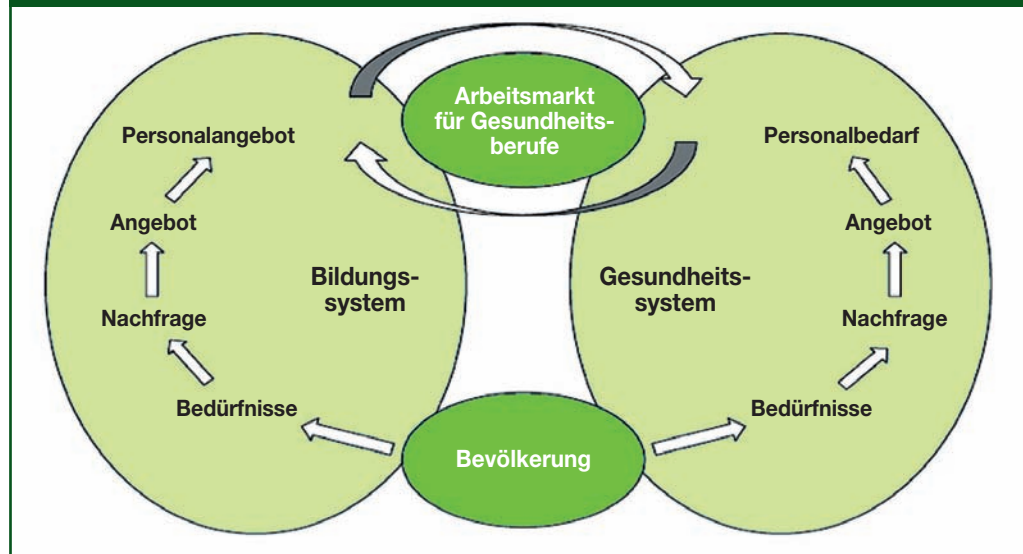 Arbeitsmarkt
für Gesundheits-
berufe
Personalangebot
Angebot
Nachfrage
Bedürfnisse
Bildungs-
system
Gesundheits-
system
Personalbedarf
Angebot
Nachfrage
Bedürfnisse
Bevölkerung